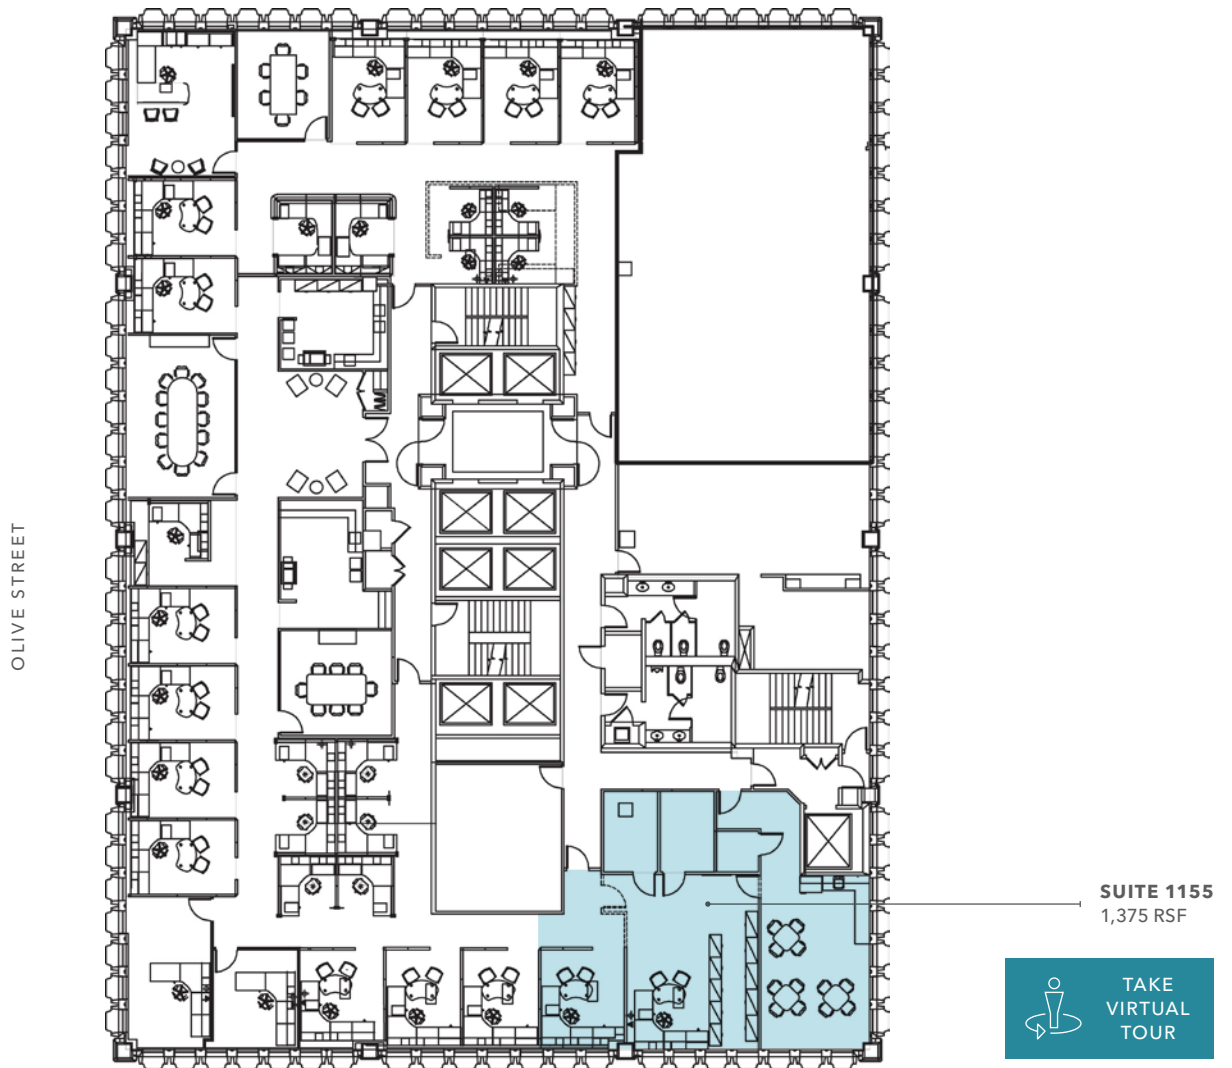 OLIVE STREET
SUITE 1155
1,375 RSF
TAKE
VIRTUAL
TOUR